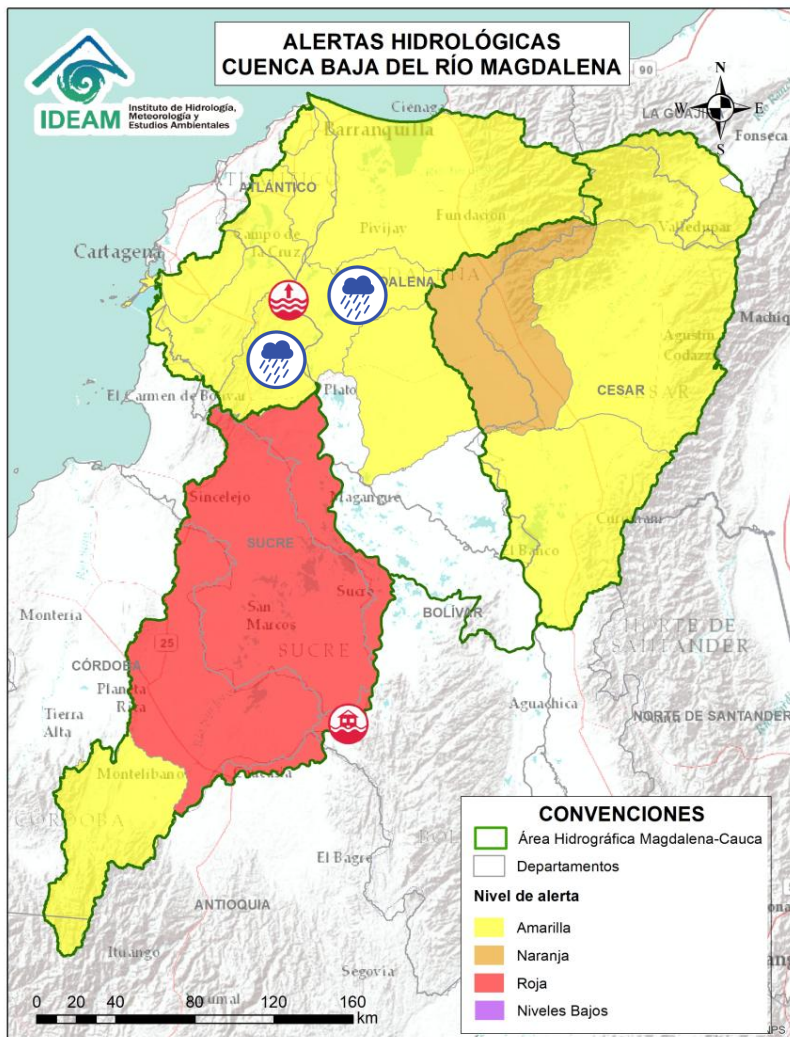 IDEAM
Instituto de Hidrología,
Meteorología y
Estudios Ambientales
ALERTAS HIDROLÓGICAS
CUENCA BAJA DEL RÍO MAGDALENA
N
W
E
S
90
Ciénaga
LA GUAJIRA
Fonseca
Barranquilla
ATLÁNTICO
Fundación
Pivijay
Valledupar
Cartagena
Campo de
la Cruz
Agustín
Codazzi
CESAR
El Carmen de Bolívar
Plato
Sincelejo
Magangué
SUCRE
El Banco
Sucre
San
Marcos
BOLÍVAR
Montería
SUCRE
NORTE DE
SANTANDER
25
CÓRDOBA
Planeta
Rica
Aguachica
Tierra
Alta
NORTE DE SANTANDER
Montelíbano
CÓRDOBA
El Bagre
ANTIOQUIA
Ituango
Segovia
CONVENCIONES
Área Hidrográfica Magdalena-Cauca
Departamentos
Nivel de alerta
Amarilla
Naranja
Roja
Niveles Bajos
0 20 40 80 120 160
km